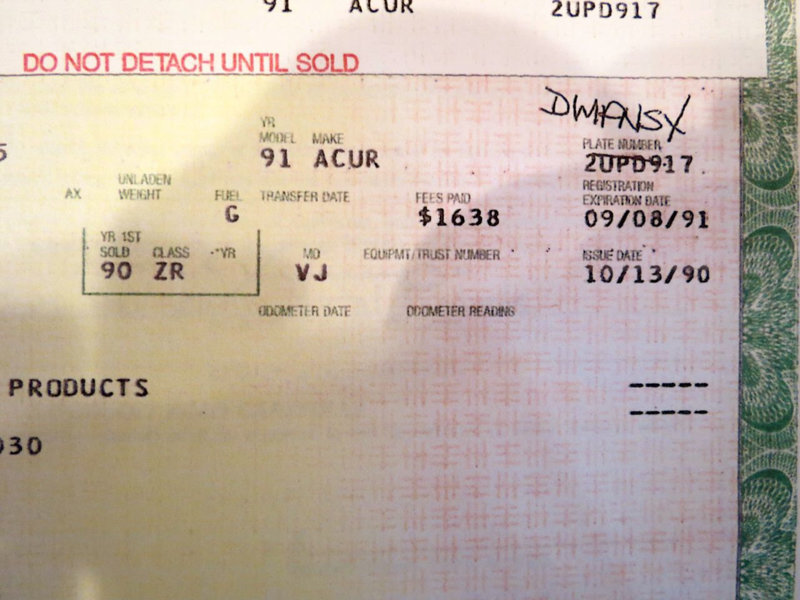 91 ACUR 2UPD917
DO NOT DETACH UNTIL SOLD
DWANSX
YR
MODEL MAKE PLATE NUMBER
5 91 ACUR 2UPD917
AX UNLADEN WEIGHT FUEL TRANSFER DATE FEES PAID REGISTRATION EXPIRATION DATE
G $1638 09/08/91
YR 1ST
SOLD CLASS *YR MO EQUIPMT/TRUST NUMBER ISSUE DATE
90 ZR VJ 10/13/90
ODOMETER DATE ODOMETER READING
PRODUCTS -----
-----
030